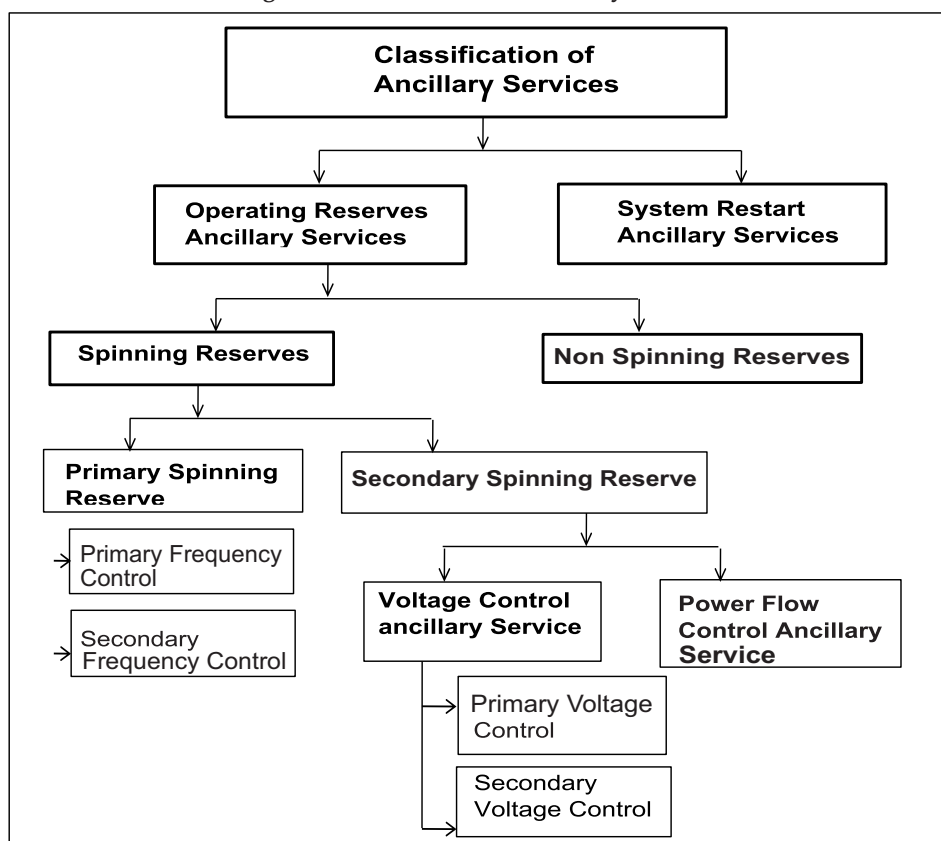 Classification of
Ancillary Services
Operating Reserves
Ancillary Services
System Restart
Ancillary Services
Spinning Reserves
Non Spinning Reserves
Primary Spinning
Reserve
Secondary Spinning Reserve
Primary Frequency
Control
Secondary
Frequency Control
Voltage Control
ancillary Service
Power Flow
Control Ancillary
Service
Primary Voltage
Control
Secondary
Voltage Control